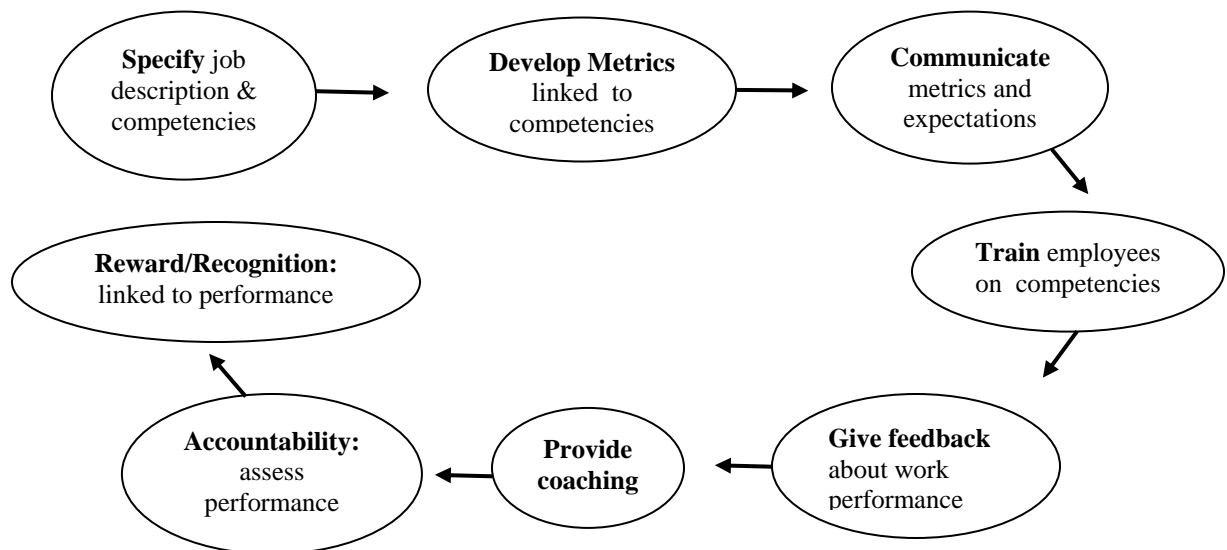 Specify job
description &
competencies
Develop Metrics
linked to
competencies
Communicate
metrics and
expectations
Train employees
on competencies
Give feedback
about work
performance
Provide
coaching
Accountability:
assess
performance
Reward/Recognition:
linked to performance